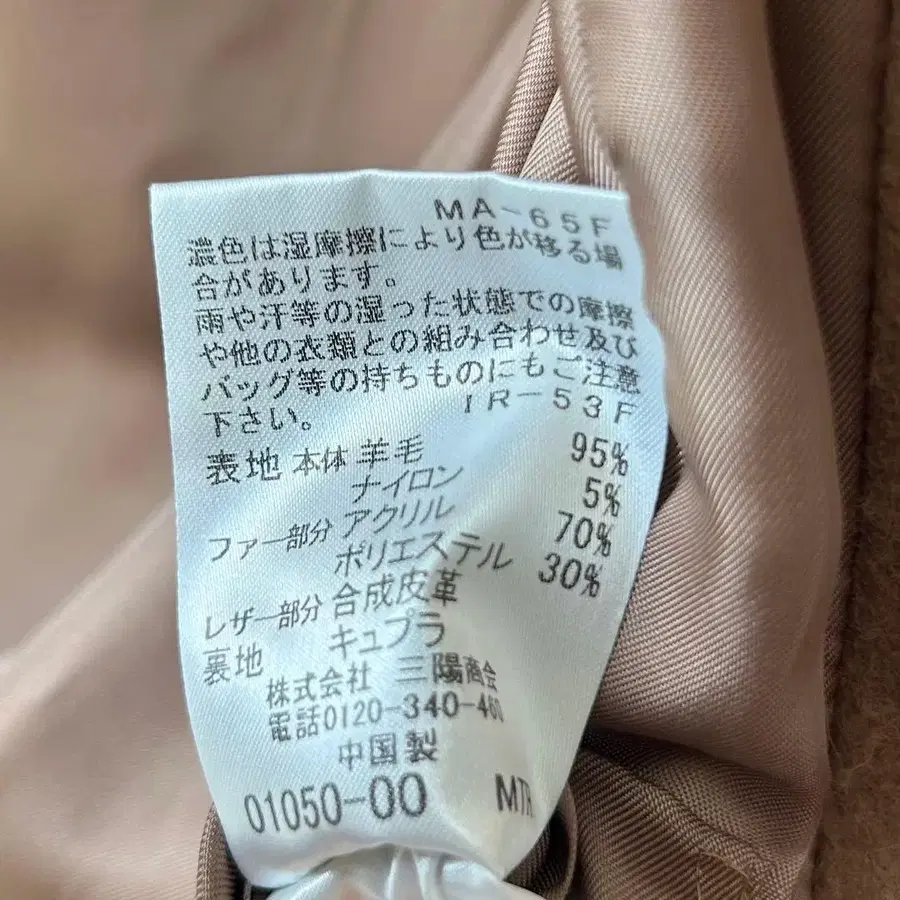 MA-65F
濃色は湿摩擦により色が移る場
合があります。
雨や汗等の湿った状態での摩擦
や他の衣類との組み合わせ及び
バッグ等の持ちものにもご注意
下さい。 IR-53F
表地 本体 羊毛 95%
ナイロン 5%
ファー部分 アクリル 70%
ポリエステル 30%
レザー部分 合成皮革
裏地 キュプラ
株式会社 三陽商会
電話0120-340-460
中国製
01050-00